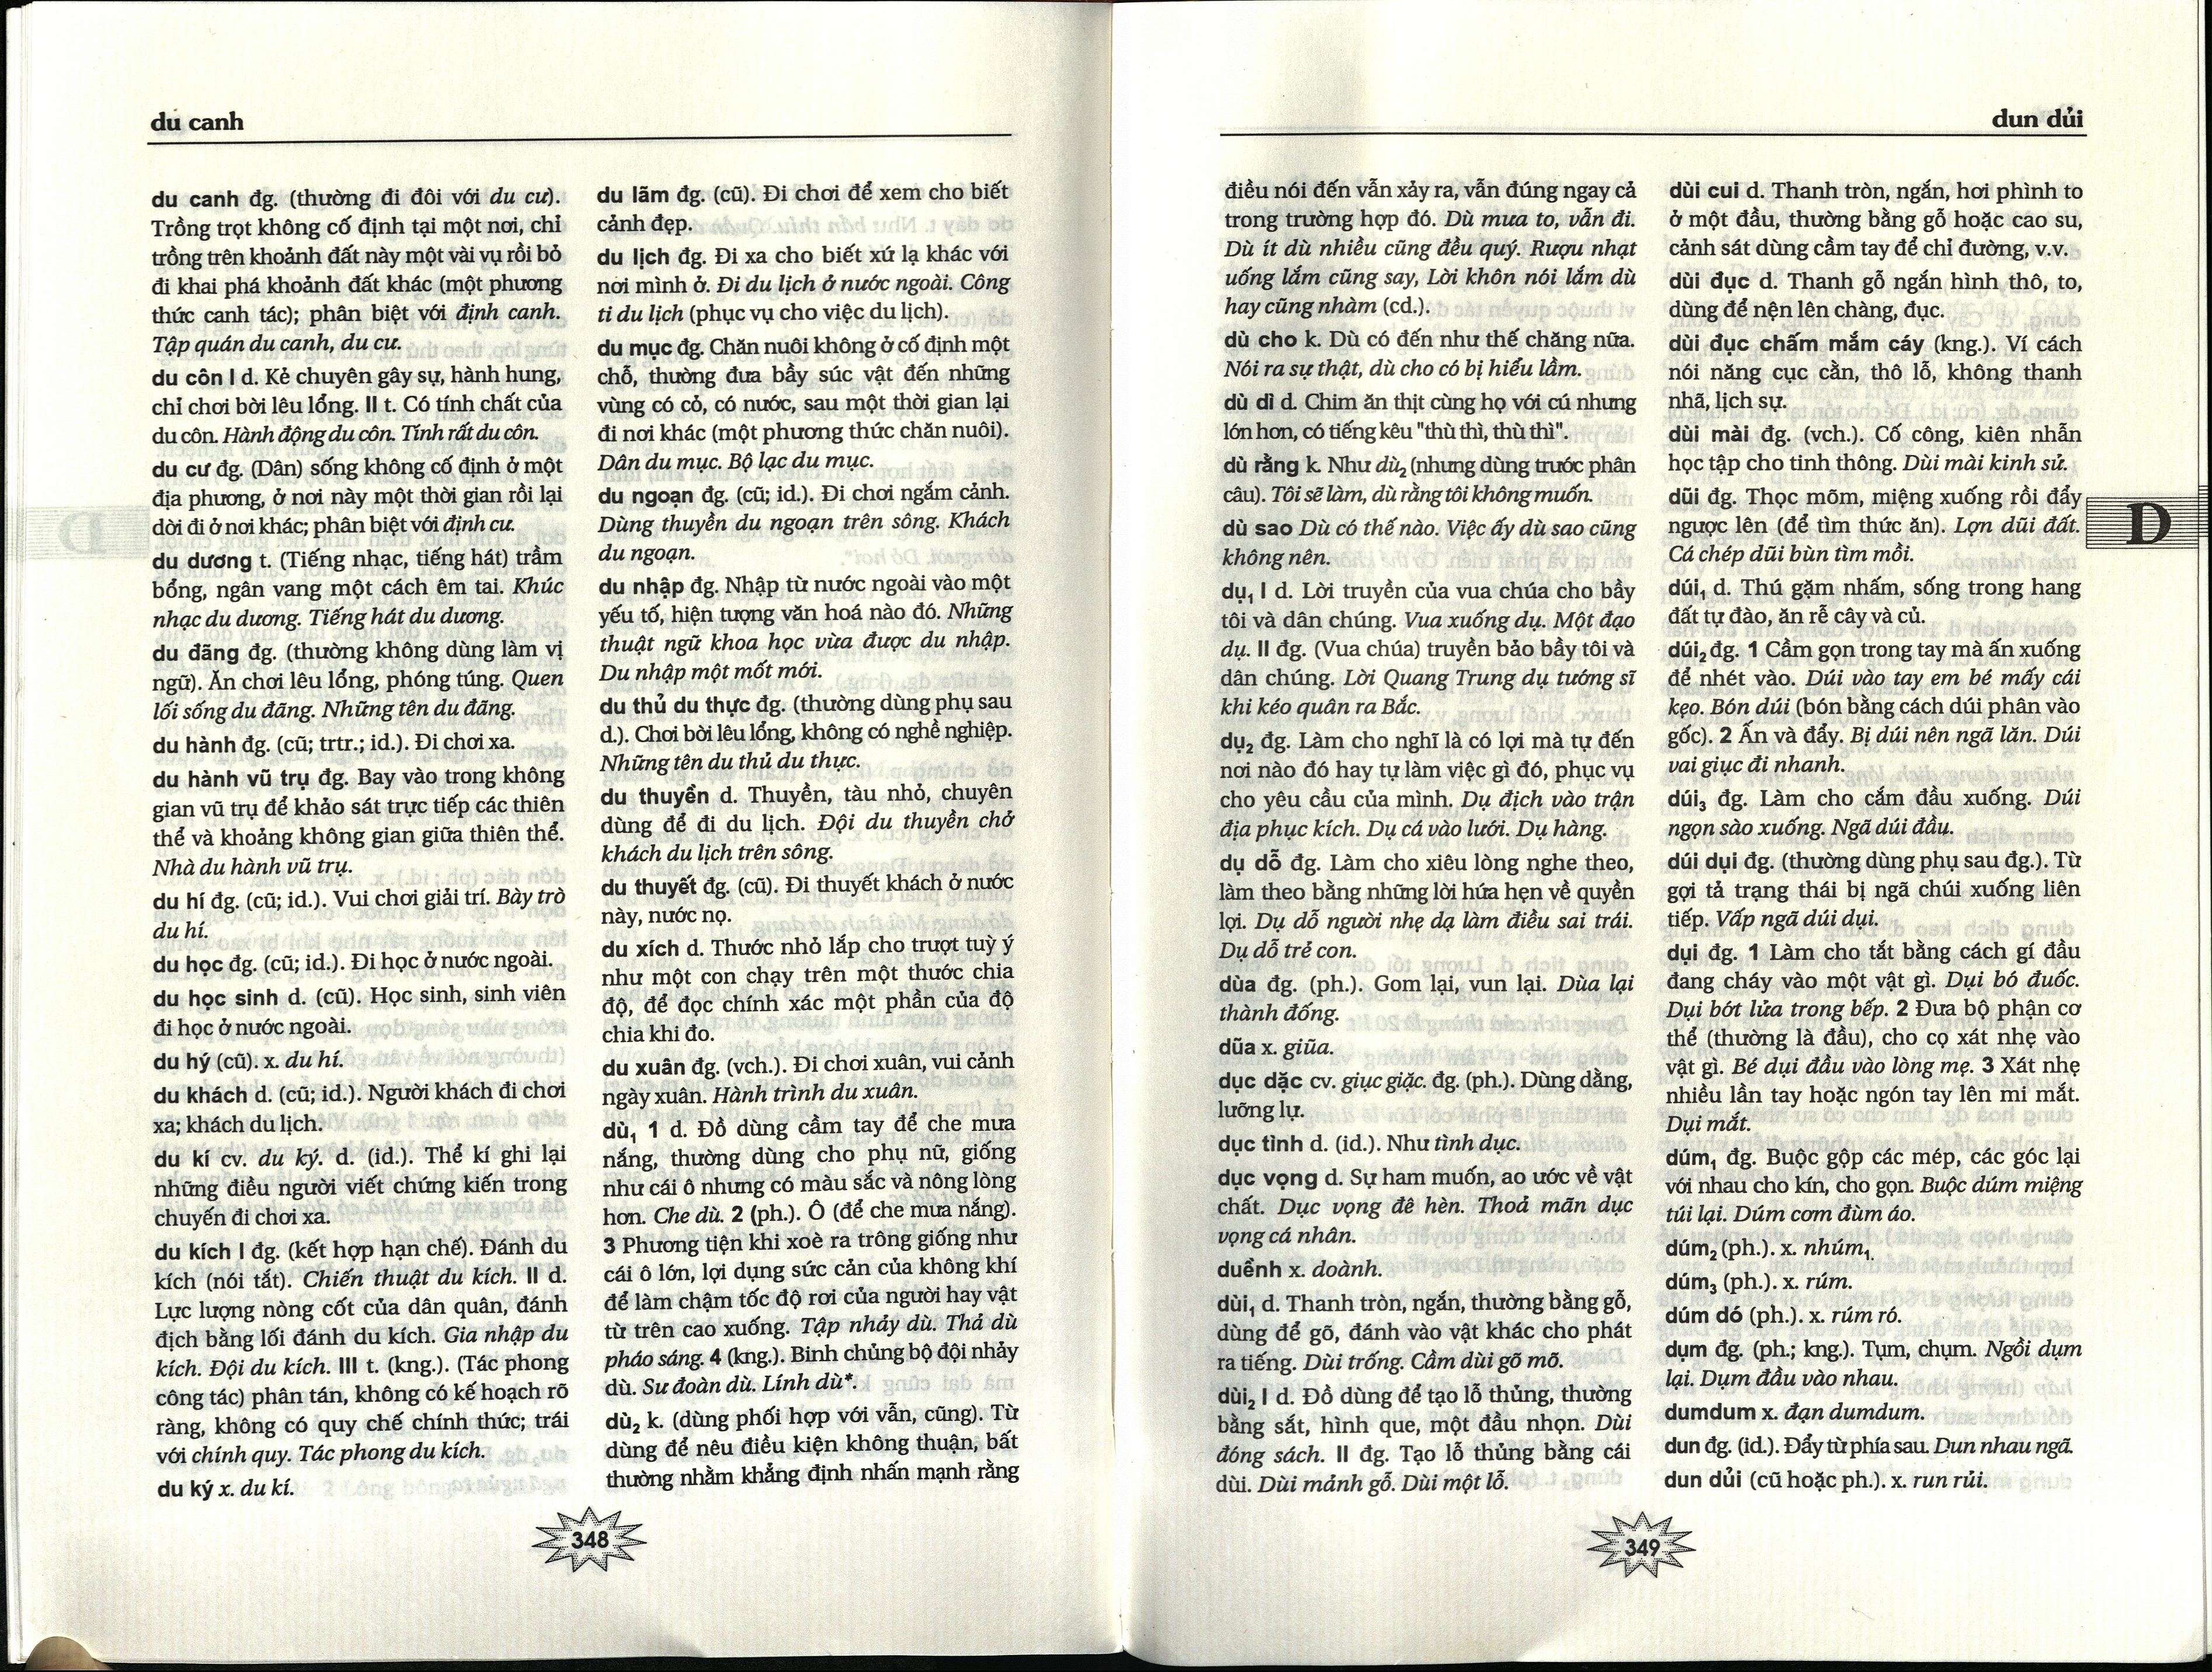 du canh
du canh đg. (thường đi đôi với du cư).
Trồng trọt không cố định tại một nơi, chỉ
trồng trên khoảnh đất này một vài vụ rồi bỏ
đi khai phá khoảnh đất khác (một phương
thức canh tác); phân biệt với định canh.
Tập quán du canh, du cư.
du côn I d. Kẻ chuyên gây sự, hành hung,
chỉ chơi bời lêu lổng. II t. Có tính chất của
du côn. Hành động du côn. Tính rất du côn.
du cư đg. (Dân) sống không cố định ở một
địa phương, ở nơi này một thời gian rồi lại
dời đi ở nơi khác; phân biệt với định cư.
du dương t. (Tiếng nhạc, tiếng hát) trầm
bổng, ngân vang một cách êm tai. Khúc
nhạc du dương. Tiếng hát du dương.
du đãng đg. (thường không dùng làm vị
ngữ). Ăn chơi lêu lổng, phóng túng. Quen
lối sống du đãng. Những tên du đãng.
du hành đg. (cũ; trtr.; id.). Đi chơi xa.
du hành vũ trụ đg. Bay vào trong không
gian vũ trụ để khảo sát trực tiếp các thiên
thể và khoảng không gian giữa thiên thể.
Nhà du hành vũ trụ.
du hí đg. (cũ; id.). Vui chơi giải trí. Bày trò
du hí.
du học đg. (cũ; id.). Đi học ở nước ngoài.
du học sinh d. (cũ). Học sinh, sinh viên
đi học ở nước ngoài.
du hý (cũ). x. du hí.
du khách d. (cũ; id.). Người khách đi chơi
xa; khách du lịch.
du kí cv. du ký. d. (id.). Thể kí ghi lại
những điều người viết chứng kiến trong
chuyến đi chơi xa.
du kích I đg. (kết hợp hạn chế). Đánh du
kích (nói tắt). Chiến thuật du kích. II d.
Lực lượng nòng cốt của dân quân, đánh
địch bằng lối đánh du kích. Gia nhập du
kích. Đội du kích. III t. (kng.). (Tác phong
công tác) phân tán, không có kế hoạch rõ
ràng, không có quy chế chính thức; trái
với chính quy. Tác phong du kích.
du ký x. du kí.
du lãm đg. (cũ). Đi chơi để xem cho biết
cảnh đẹp.
du lịch đg. Đi xa cho biết xứ lạ khác với
nơi mình ở. Đi du lịch ở nước ngoài. Công
ti du lịch (phục vụ cho việc du lịch).
du mục đg. Chăn nuôi không ở cố định một
chỗ, thường đưa bầy súc vật đến những
vùng có cỏ, có nước, sau một thời gian lại
đi nơi khác (một phương thức chăn nuôi).
Dân du mục. Bộ lạc du mục.
du ngoạn đg. (cũ; id.). Đi chơi ngắm cảnh.
Dùng thuyền du ngoạn trên sông. Khách
du ngoạn.
du nhập đg. Nhập từ nước ngoài vào một
yếu tố, hiện tượng văn hoá nào đó. Những
thuật ngữ khoa học vừa được du nhập.
Du nhập một mốt mới.
du thủ du thực đg. (thường dùng phụ sau
d.). Chơi bời lêu lổng, không có nghề nghiệp.
Những tên du thủ du thực.
du thuyền d. Thuyền, tàu nhỏ, chuyên
dùng để đi du lịch. Đội du thuyền chở
khách du lịch trên sông.
du thuyết đg. (cũ). Đi thuyết khách ở nước
này, nước nọ.
du xích d. Thước nhỏ lắp cho trượt tuỳ ý
như một con chạy trên một thước chia
độ, để đọc chính xác một phần của độ
chia khi đo.
du xuân đg. (vch.). Đi chơi xuân, vui cảnh
ngày xuân. Hành trình du xuân.
dù₁ 1 d. Đồ dùng cầm tay để che mưa
nắng, thường dùng cho phụ nữ, giống
như cái ô nhưng có màu sắc và nông lòng
hơn. Che dù. 2 (ph.). Ô (để che mưa nắng).
3 Phương tiện khi xoè ra trông giống như
cái ô lớn, lợi dụng sức cản của không khí
để làm chậm tốc độ rơi của người hay vật
từ trên cao xuống. Tập nhảy dù. Thả dù
pháo sáng. 4 (kng.). Binh chủng bộ đội nhảy
dù. Sư đoàn dù. Lính dù*.
dù₂ k. (dùng phối hợp với vẫn, cũng). Từ
dùng để nêu điều kiện không thuận, bất
thường nhằm khẳng định nhấn mạnh rằng
348
dun dủi
điều nói đến vẫn xảy ra, vẫn đúng ngay cả
trong trường hợp đó. Dù mưa to, vẫn đi.
Dù ít dù nhiều cũng đều quý. Rượu nhạt
uống lắm cũng say, Lời khôn nói lắm dù
hay cũng nhàm (cd.).
dù cho k. Dù có đến như thế chăng nữa.
Nói ra sự thật, dù cho có bị hiểu lầm.
dù dì d. Chim ăn thịt cùng họ với cú nhưng
lớn hơn, có tiếng kêu "thù thì, thù thì".
dù rằng k. Như dù₂ (nhưng dùng trước phân
câu). Tôi sẽ làm, dù rằng tôi không muốn.
dù sao Dù có thế nào. Việc ấy dù sao cũng
không nên.
dụ₁ I d. Lời truyền của vua chúa cho bầy
tôi và dân chúng. Vua xuống dụ. Một đạo
dụ. II đg. (Vua chúa) truyền bảo bầy tôi và
dân chúng. Lời Quang Trung dụ tướng sĩ
khi kéo quân ra Bắc.
dụ₂ đg. Làm cho nghĩ là có lợi mà tự đến
nơi nào đó hay tự làm việc gì đó, phục vụ
cho yêu cầu của mình. Dụ địch vào trận
địa phục kích. Dụ cá vào lưới. Dụ hàng.
dụ dỗ đg. Làm cho xiêu lòng nghe theo,
làm theo bằng những lời hứa hẹn về quyền
lợi. Dụ dỗ người nhẹ dạ làm điều sai trái.
Dụ dỗ trẻ con.
dùa đg. (ph.). Gom lại, vun lại. Dùa lại
thành đống.
dũa x. giũa.
dục dặc cv. giục giặc. đg. (ph.). Dùng dằng,
lưỡng lự.
dục tình d. (id.). Như tình dục.
dục vọng d. Sự ham muốn, ao ước về vật
chất. Dục vọng đê hèn. Thoả mãn dục
vọng cá nhân.
duềnh x. doành.
dùi₁ d. Thanh tròn, ngắn, thường bằng gỗ,
dùng để gõ, đánh vào vật khác cho phát
ra tiếng. Dùi trống. Cầm dùi gõ mõ.
dùi₂ I d. Đồ dùng để tạo lỗ thủng, thường
bằng sắt, hình que, một đầu nhọn. Dùi
đóng sách. II đg. Tạo lỗ thủng bằng cái
dùi. Dùi mảnh gỗ. Dùi một lỗ.
dùi cui d. Thanh tròn, ngắn, hơi phình to
ở một đầu, thường bằng gỗ hoặc cao su,
cảnh sát dùng cầm tay để chỉ đường, v.v.
dùi đục d. Thanh gỗ ngắn hình thô, to,
dùng để nện lên chàng, đục.
dùi đục chấm mắm cáy (kng.). Ví cách
nói năng cục cằn, thô lỗ, không thanh
nhã, lịch sự.
dùi mài đg. (vch.). Cố công, kiên nhẫn
học tập cho tinh thông. Dùi mài kinh sử.
dũi đg. Thọc mõm, miệng xuống rồi đẩy
ngược lên (để tìm thức ăn). Lợn dũi đất.
Cá chép dũi bùn tìm mồi.
D
dúi₁ d. Thú gặm nhấm, sống trong hang
đất tự đào, ăn rễ cây và củ.
dúi₂ đg. 1 Cầm gọn trong tay mà ấn xuống
để nhét vào. Dúi vào tay em bé mấy cái
kẹo. Bón dúi (bón bằng cách dúi phân vào
gốc). 2 Ấn và đẩy. Bị dúi nên ngã lăn. Dúi
vai giục đi nhanh.
dúi₃ đg. Làm cho cắm đầu xuống. Dúi
ngọn sào xuống. Ngã dúi đầu.
dúi dụi đg. (thường dùng phụ sau đg.). Từ
gợi tả trạng thái bị ngã chúi xuống liên
tiếp. Vấp ngã dúi dụi.
dụi đg. 1 Làm cho tắt bằng cách gí đầu
đang cháy vào một vật gì. Dụi bó đuốc.
Dụi bớt lửa trong bếp. 2 Đưa bộ phận cơ
thể (thường là đầu), cho cọ xát nhẹ vào
vật gì. Bé dụi đầu vào lòng mẹ. 3 Xát nhẹ
nhiều lần tay hoặc ngón tay lên mi mắt.
Dụi mắt.
dúm₁ đg. Buộc gộp các mép, các góc lại
với nhau cho kín, cho gọn. Buộc dúm miệng
túi lại. Dúm cơm đùm áo.
dúm₂ (ph.). x. nhúm₁.
dúm₃ (ph.). x. rúm.
dúm dó (ph.). x. rúm ró.
dụm đg. (ph.; kng.). Tụm, chụm. Ngồi dụm
lại. Dụm đầu vào nhau.
dumdum x. đạn dumdum.
dun đg. (id.). Đẩy từ phía sau. Dun nhau ngã.
dun dủi (cũ hoặc ph.). x. run rủi.
349